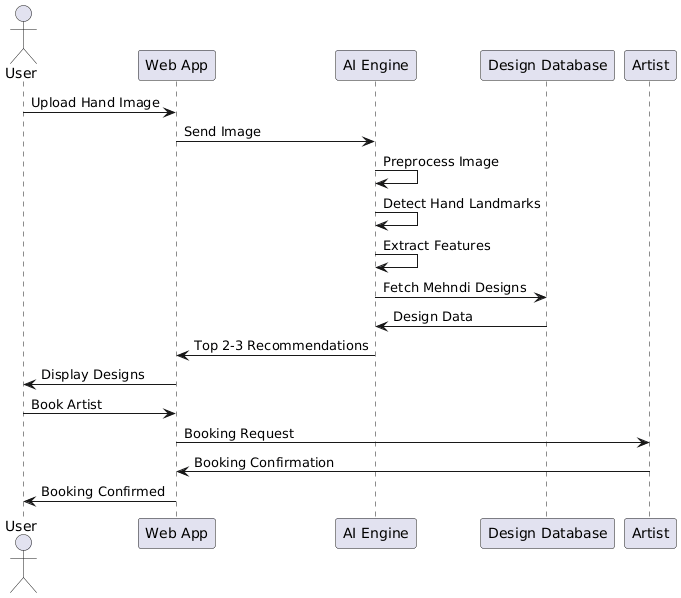 User
Web App
AI Engine
Design Database
Artist
Upload Hand Image
Send Image
Preprocess Image
Detect Hand Landmarks
Extract Features
Fetch Mehndi Designs
Design Data
Top 2-3 Recommendations
Display Designs
Book Artist
Booking Request
Booking Confirmation
Booking Confirmed
User
Web App
AI Engine
Design Database
Artist